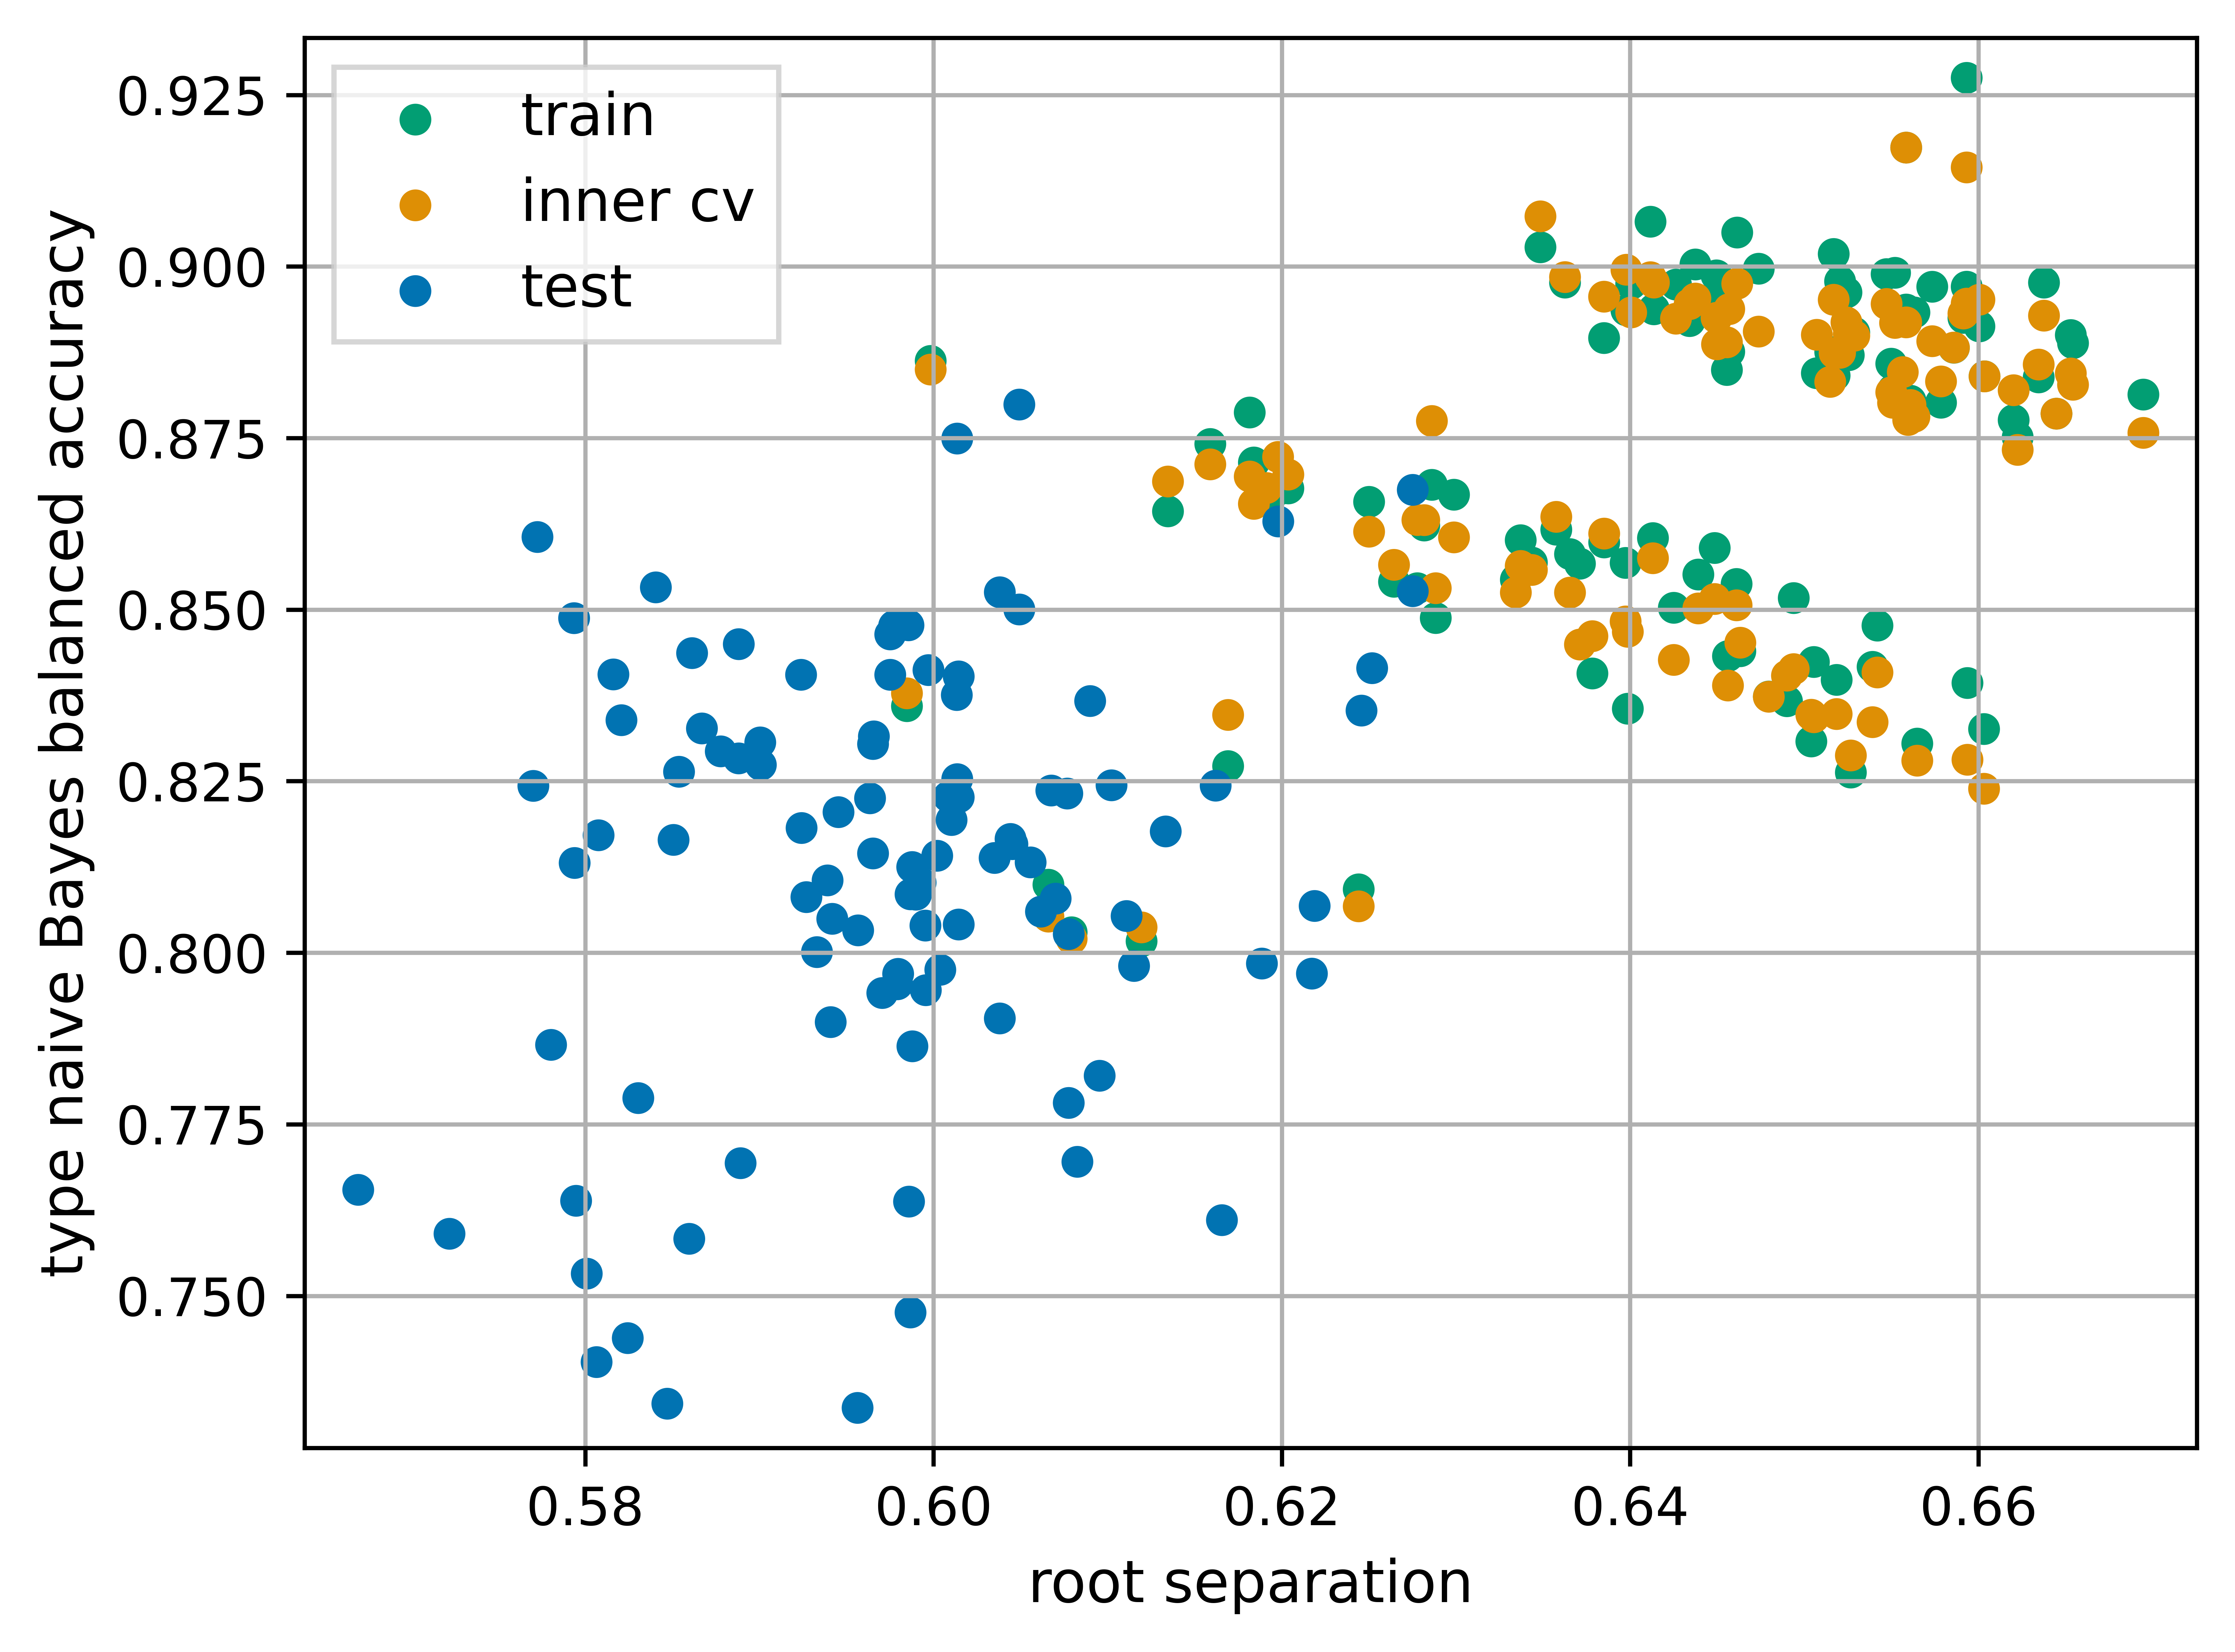 train
inner cv
test
type naive Bayes balanced accuracy
0.925
0.900
0.875
0.850
0.825
0.800
0.775
0.750
0.58 0.60 0.62 0.64 0.66
root separation